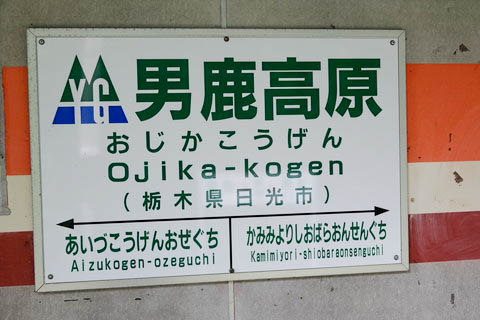 YG
男鹿高原
おじかこうげん
Ojika-kogen
(栃木県日光市)
あいづこうげんおぜぐち
Aizukogen-ozeguchi
かみみよりしおばらおんせんぐち
Kamimiyori-shiobaraonsenguchi